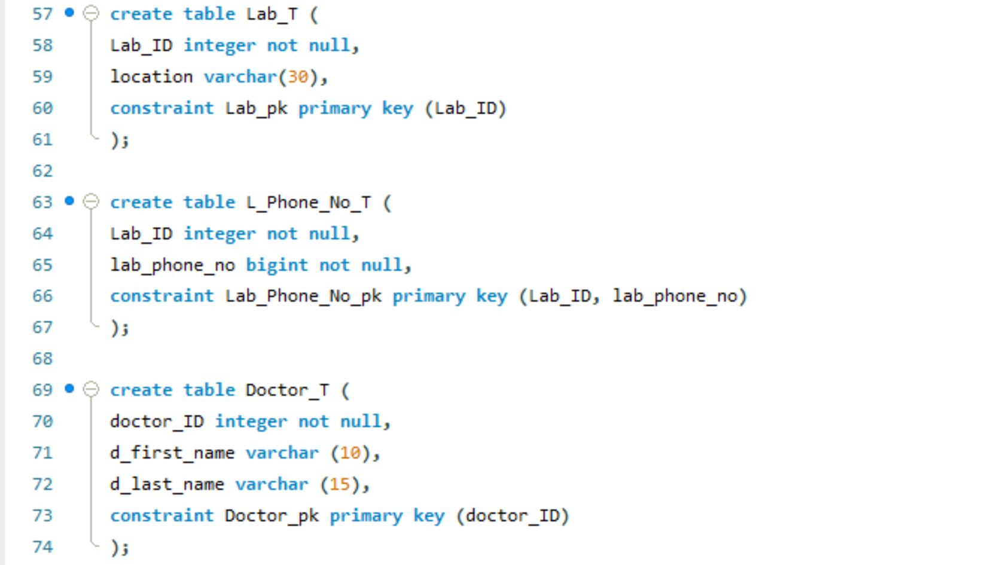 57 create table Lab_T (
58 Lab_ID integer not null,
59 location varchar(30),
60 constraint Lab_pk primary key (Lab_ID)
61 );
62
63 create table L_Phone_No_T (
64 Lab_ID integer not null,
65 lab_phone_no bigint not null,
66 constraint Lab_Phone_No_pk primary key (Lab_ID, lab_phone_no)
67 );
68
69 create table Doctor_T (
70 doctor_ID integer not null,
71 d_first_name varchar (10),
72 d_last_name varchar (15),
73 constraint Doctor_pk primary key (doctor_ID)
74 );